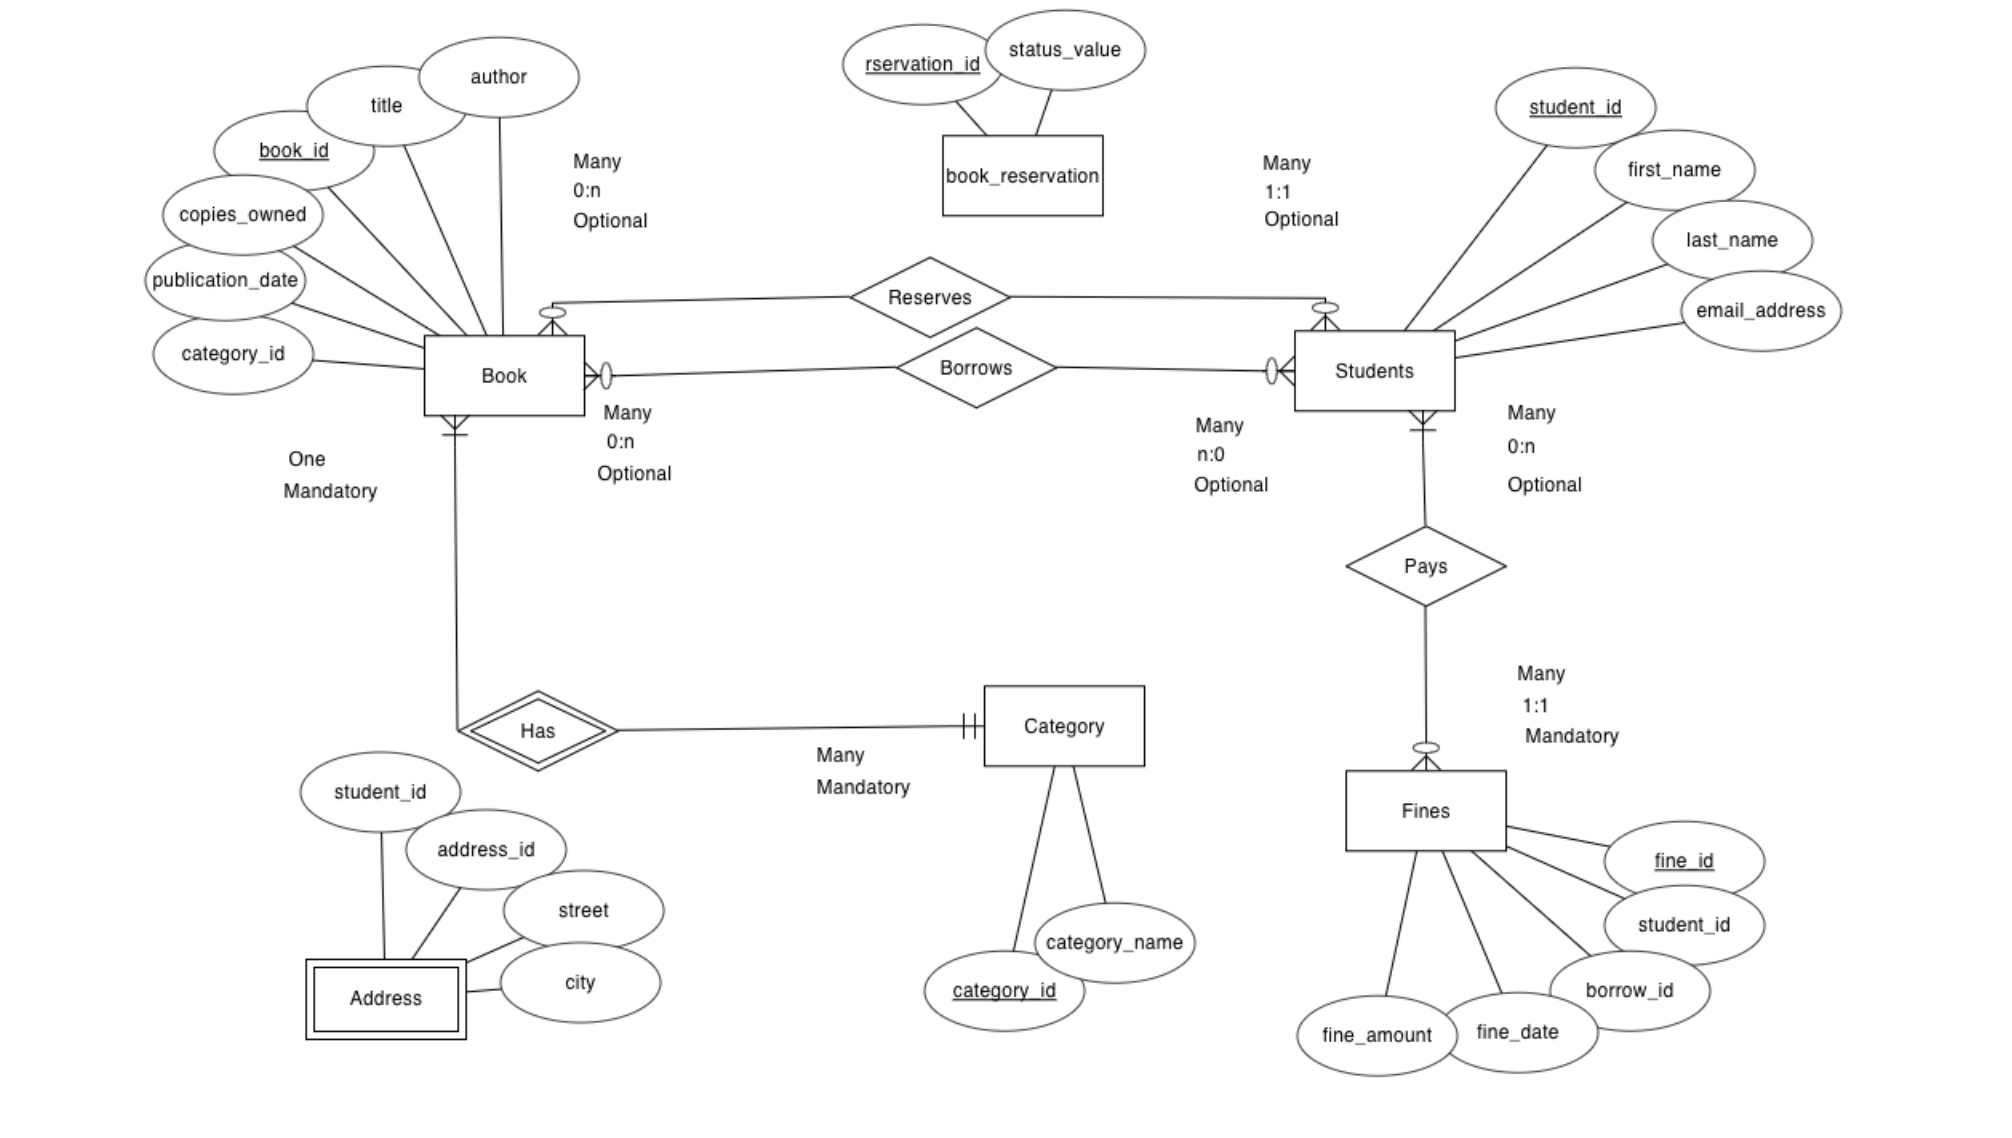 rservation_id
status_value
author
title
book_id
copies_owned
publication_date
category_id
Many
0:n
Optional
book_reservation
Many
1:1
Optional
student_id
first_name
last_name
email_address
Reserves
Book
Borrows
Students
Many
0:n
Optional
Many
n:0
Optional
Many
0:n
Optional
One
Mandatory
Pays
Many
1:1
Mandatory
Has
Category
Many
Mandatory
student_id
address_id
street
city
Address
category_name
category_id
Fines
fine_id
student_id
borrow_id
fine_date
fine_amount